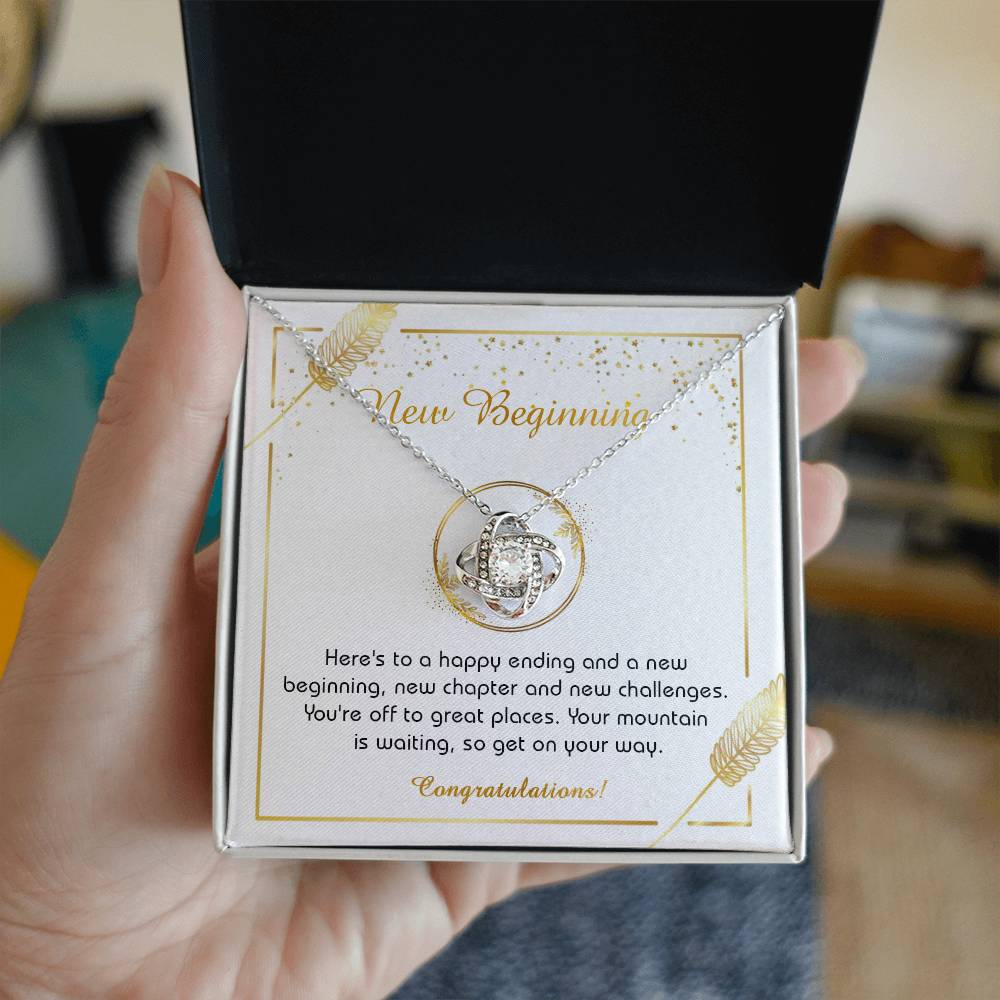 New Beginning
Here's to a happy ending and a new
beginning, new chapter and new challenges.
You're off to great places. Your mountain
is waiting, so get on your way.
Congratulations!